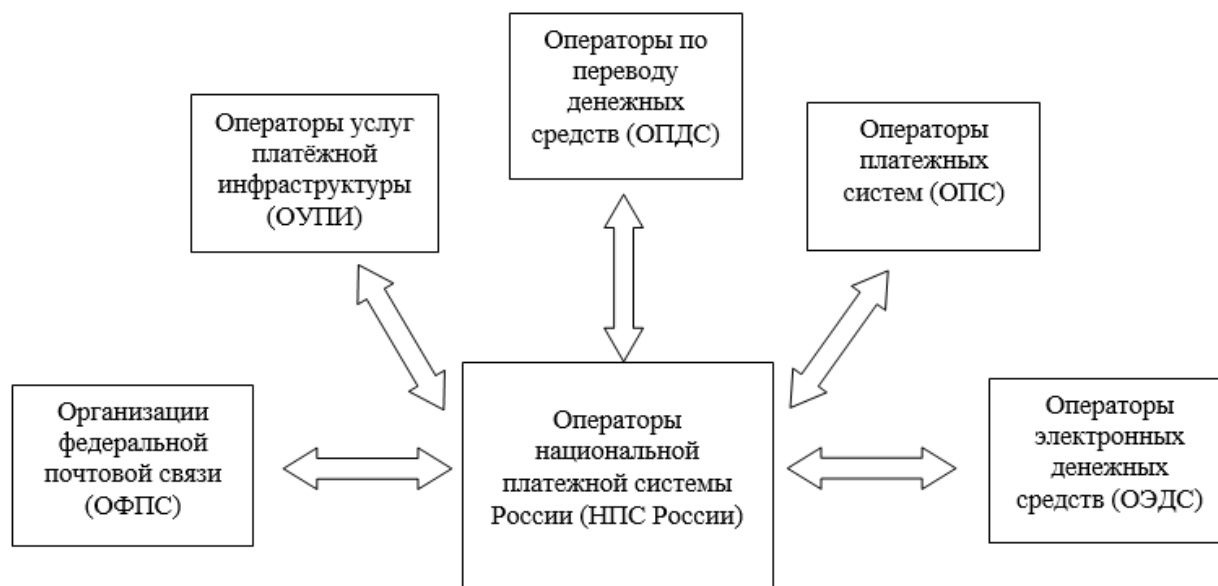 Операторы по
переводу
денежных
средств (ОПДС)
Операторы услуг
платёжной
инфраструктуры
(ОУПИ)
Операторы
платежных
систем (ОПС)
Организации
федеральной
почтовой связи
(ОФПС)
Операторы
национальной
платежной системы
России (НПС России)
Операторы
электронных
денежных
средств (ОЭДС)